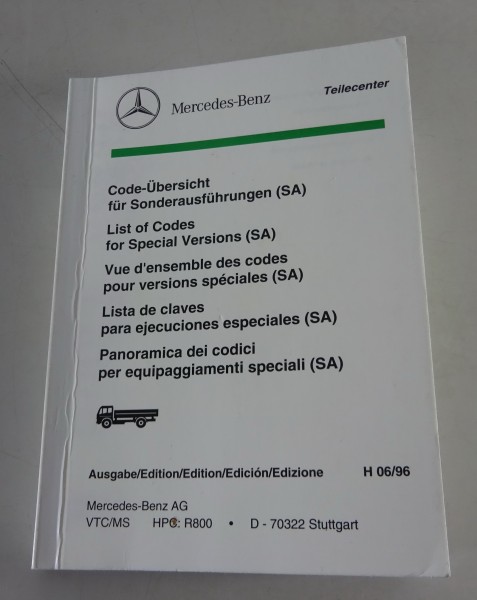 Mercedes-Benz
Teilecenter
Code-Übersicht
für Sonderausführungen (SA)
List of Codes
for Special Versions (SA)
Vue d'ensemble des codes
pour versions spéciales (SA)
Lista de claves
para ejecuciones especiales (SA)
Panoramica dei codici
per equipaggiamenti speciali (SA)
Ausgabe/Edition/Edition/Edición/Edizione H 06/96
Mercedes-Benz AG
VTC/MS HPC: R800 • D - 70322 Stuttgart